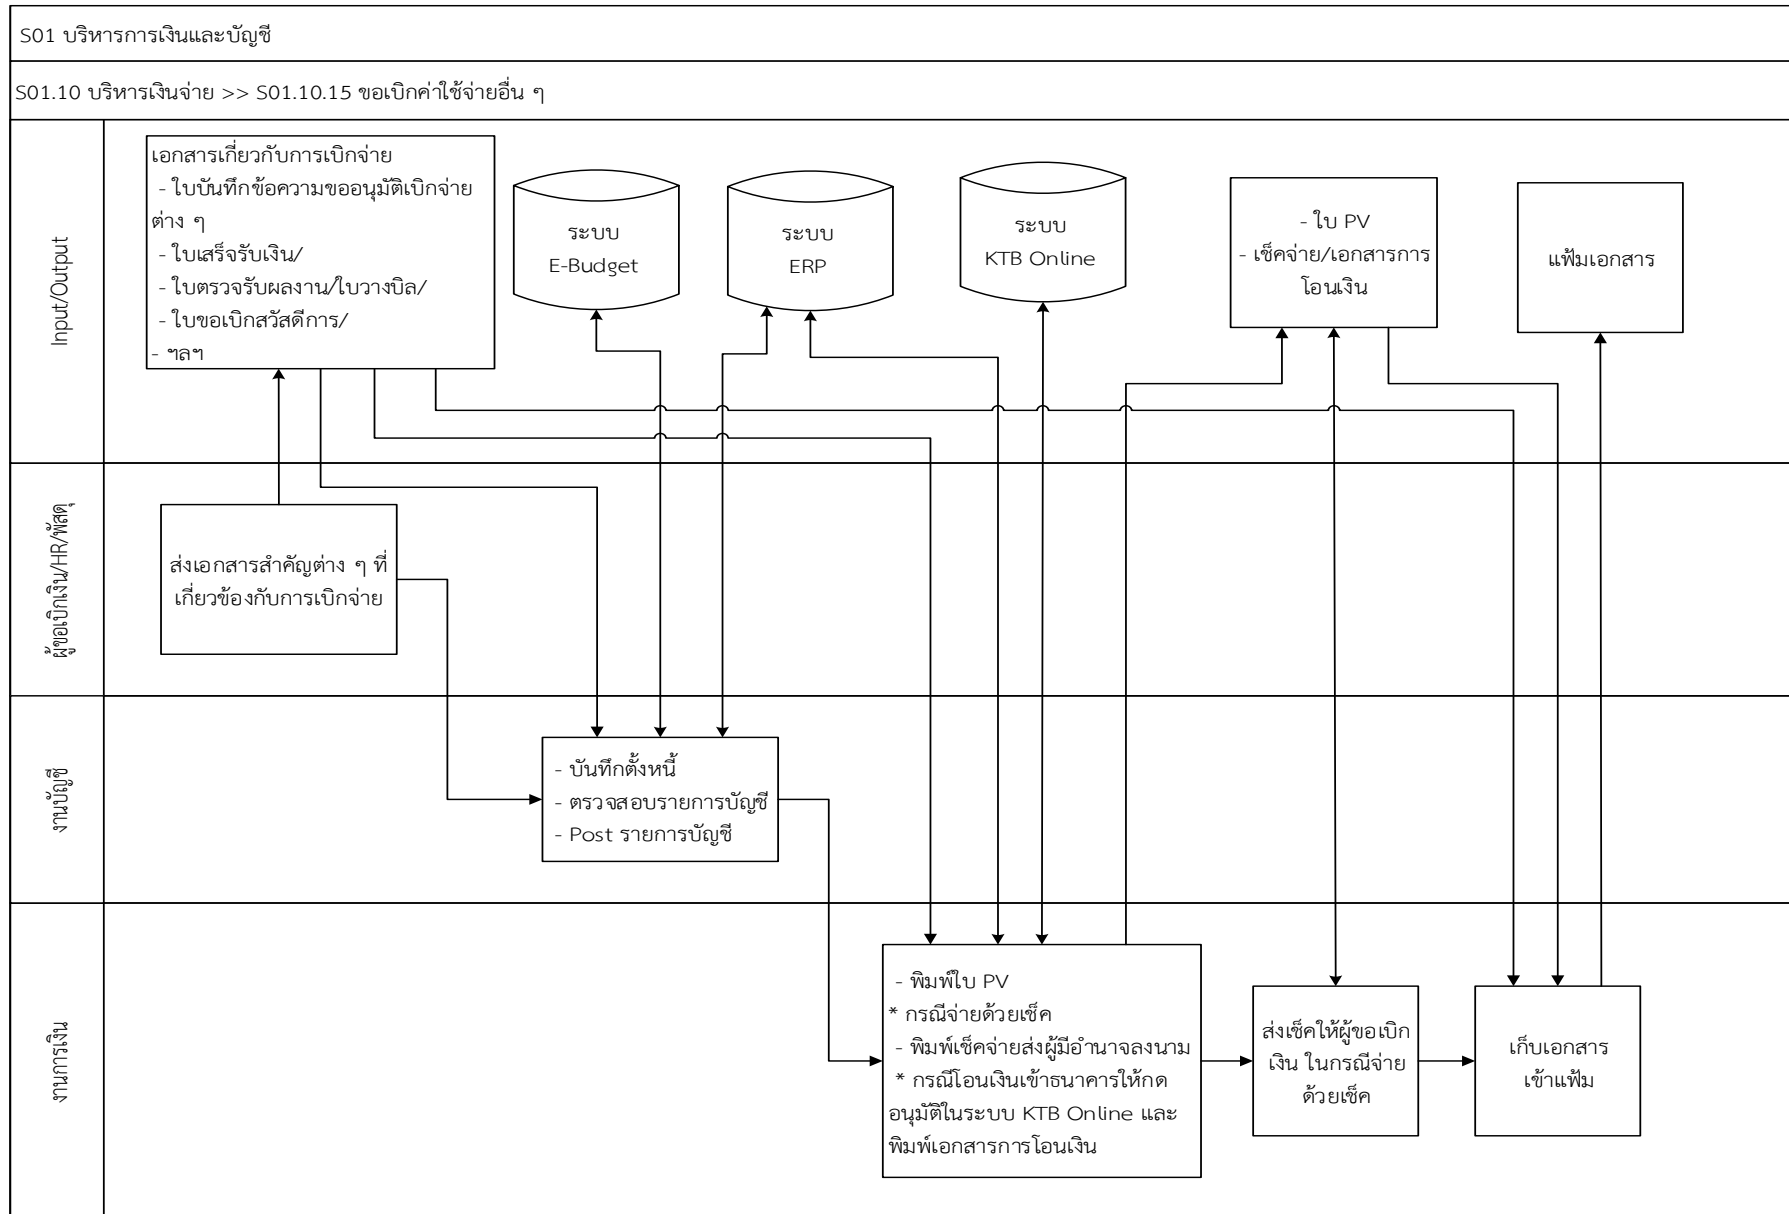 S01 บริหารการเงินและบัญชี
S01.10 บริหารเงินจ่าย >> S01.10.15 ขอเบิกค่าใช้จ่ายอื่น ๆ
Input/Output
เอกสารเกี่ยวกับการเบิกจ่าย
- ใบบันทึกข้อความขออนุมัติเบิกจ่าย
ต่าง ๆ
- ใบเสร็จรับเงิน/
- ใบตรวจรับผลงาน/ใบวางบิล/
- ใบขอเบิกสวัสดีการ/
- ฯลฯ
ระบบ
E-Budget
ระบบ
ERP
ระบบ
KTB Online
- ใบ PV
- เช็คจ่าย/เอกสารการ
โอนเงิน
แฟ้มเอกสาร
ผู้ขอเบิกเงิน/HR/พัสดุ
ส่งเอกสารสำคัญต่าง ๆ ที่
เกี่ยวข้องกับการเบิกจ่าย
งานบัญชี
- บันทึกตั้งหนี้
- ตรวจสอบรายการบัญชี
- Post รายการบัญชี
งานการเงิน
- พิมพ์ใบ PV
* กรณีจ่ายด้วยเช็ค
- พิมพ์เช็คจ่ายส่งผู้มีอำนาจลงนาม
* กรณีโอนเงินเข้าธนาคารให้กด
อนุมัติในระบบ KTB Online และ
พิมพ์เอกสารการโอนเงิน
ส่งเช็คให้ผู้ขอเบิก
เงิน ในกรณีจ่าย
ด้วยเช็ค
เก็บเอกสาร
เข้าแฟ้ม